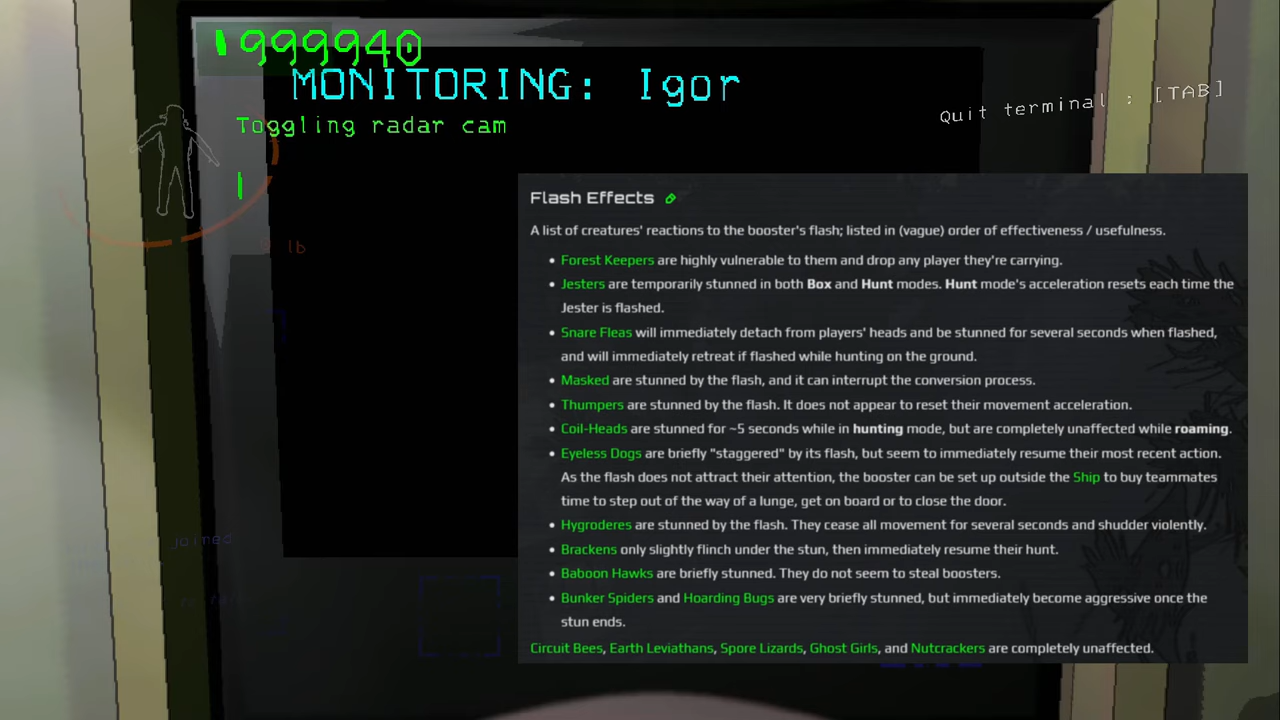 999940
MONITORING: Igor
Quit terminal : [TAB]
Toggling radar cam
lb
joined
Flash Effects
A list of creatures' reactions to the booster's flash; listed in (vague) order of effectiveness / usefulness.
• Forest Keepers are highly vulnerable to them and drop any player they're carrying.
• Jesters are temporarily stunned in both Box and Hunt modes. Hunt mode's acceleration resets each time the
Jester is flashed.
• Snare Fleas will immediately detach from players' heads and be stunned for several seconds when flashed,
and will immediately retreat if flashed while hunting on the ground.
• Masked are stunned by the flash, and it can interrupt the conversion process.
• Thumpers are stunned by the flash. It does not appear to reset their movement acceleration.
• Coil-Heads are stunned for ~5 seconds while in hunting mode, but are completely unaffected while roaming.
• Eyeless Dogs are briefly "staggered" by its flash, but seem to immediately resume their most recent action.
As the flash does not attract their attention, the booster can be set up outside the Ship to buy teammates
time to step out of the way of a lunge, get on board or to close the door.
• Hygroderes are stunned by the flash. They cease all movement for several seconds and shudder violently.
• Brackens only slightly flinch under the stun, then immediately resume their hunt.
• Baboon Hawks are briefly stunned. They do not seem to steal boosters.
• Bunker Spiders and Hoarding Bugs are very briefly stunned, but immediately become aggressive once the
stun ends.
Circuit Bees, Earth Leviathans, Spore Lizards, Ghost Girls, and Nutcrackers are completely unaffected.